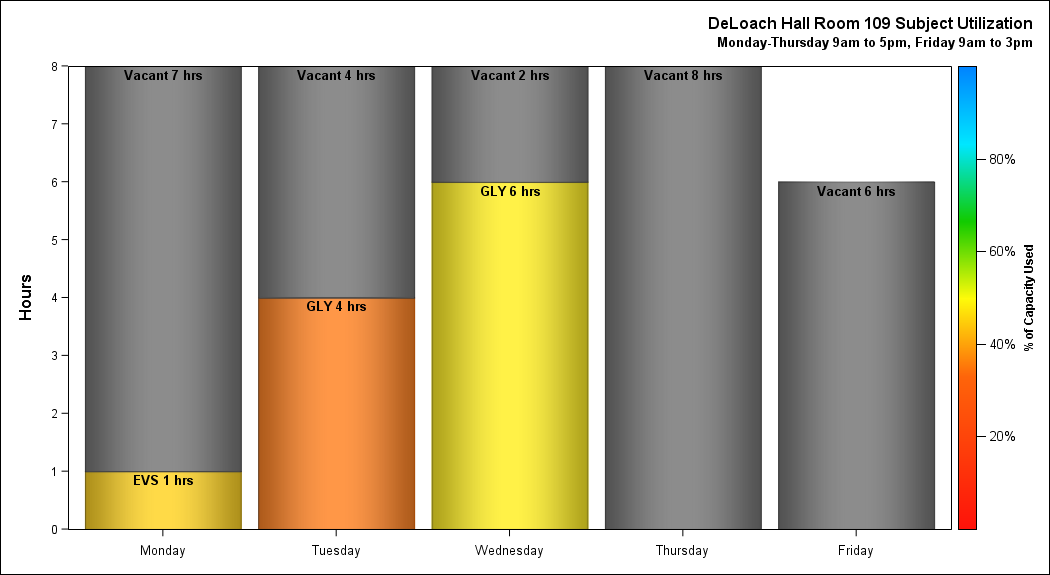 DeLoach Hall Room 109 Subject Utilization
Monday-Thursday 9am to 5pm, Friday 9am to 3pm
Hours
8
7
6
5
4
3
2
1
0
Vacant 7 hrs
EVS 1 hrs
Vacant 4 hrs
GLY 4 hrs
Vacant 2 hrs
GLY 6 hrs
Vacant 8 hrs
Vacant 6 hrs
Monday
Tuesday
Wednesday
Thursday
Friday
80%
60%
40%
20%
% of Capacity Used